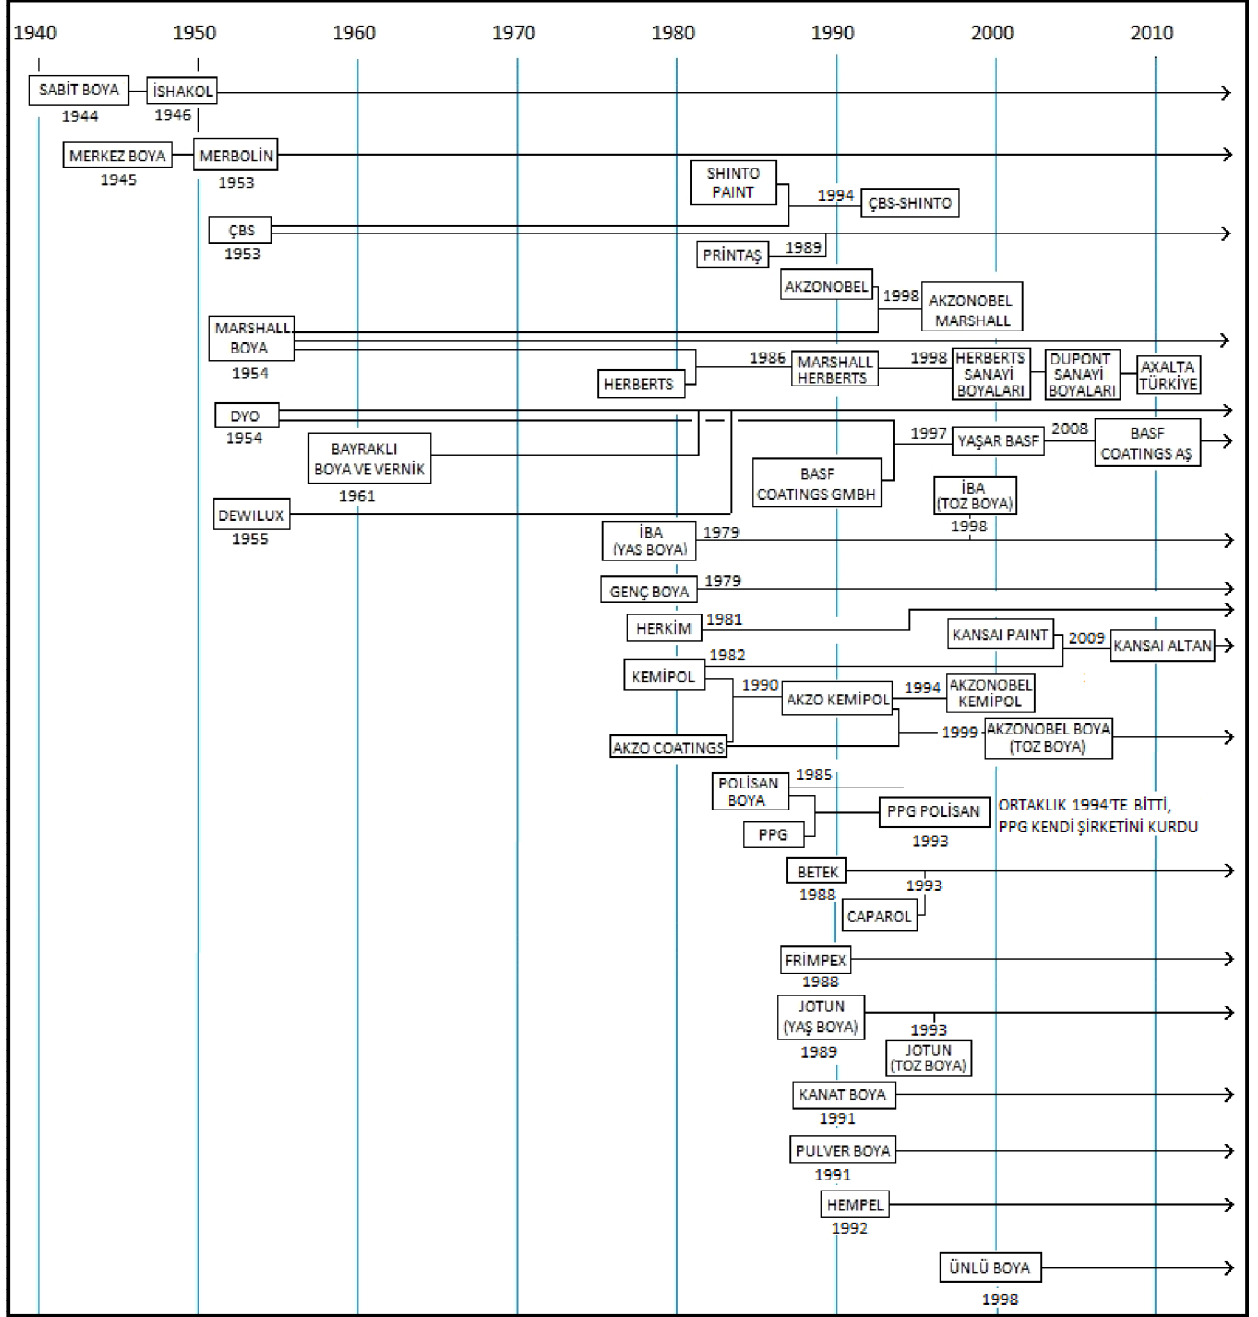 1940 1950 1960 1970 1980 1990 2000 2010
SABİT BOYA
1944
İSHAKOL
1946
MERKEZ BOYA
1945
MERBOLİN
1953
SHINTO
PAINT
1994
ÇBS-SHINTO
ÇBS
1953
PRİNTAŞ
1989
AKZONOBEL
1998
AKZONOBEL
MARSHALL
MARSHALL
BOYA
1954
HERBERTS
1986
MARSHALL
HERBERTS
1998
HERBERTS
SANAYİ
BOYALARI
DUPONT
SANAYİ
BOYALARI
AXALTA
TÜRKİYE
DYO
1954
BAYRAKLI
BOYA VE VERNİK
1961
BASF
COATINGS GMBH
1997
YAŞAR BASF
2008
BASF
COATINGS AŞ
DEWILUX
1955
İBA
(TOZ BOYA)
1998
İBA
(YAS BOYA)
1979
GENÇ BOYA
1979
HERKİM
1981
KANSAI PAINT
2009
KANSAI ALTAN
KEMİPOL
1982
1990
AKZO KEMİPOL
1994
AKZONOBEL
KEMİPOL
AKZO COATINGS
1999
AKZONOBEL BOYA
(TOZ BOYA)
POLİSAN
BOYA
1985
PPG
PPG POLİSAN
1993
ORTAKLIK 1994'TE BİTTİ,
PPG KENDİ ŞİRKETİNİ KURDU
BETEK
1988
1993
CAPAROL
FRİMPEX
1988
JOTUN
(YAŞ BOYA)
1989
1993
JOTUN
(TOZ BOYA)
KANAT BOYA
1991
PULVER BOYA
1991
HEMPEL
1992
ÜNLÜ BOYA
1998